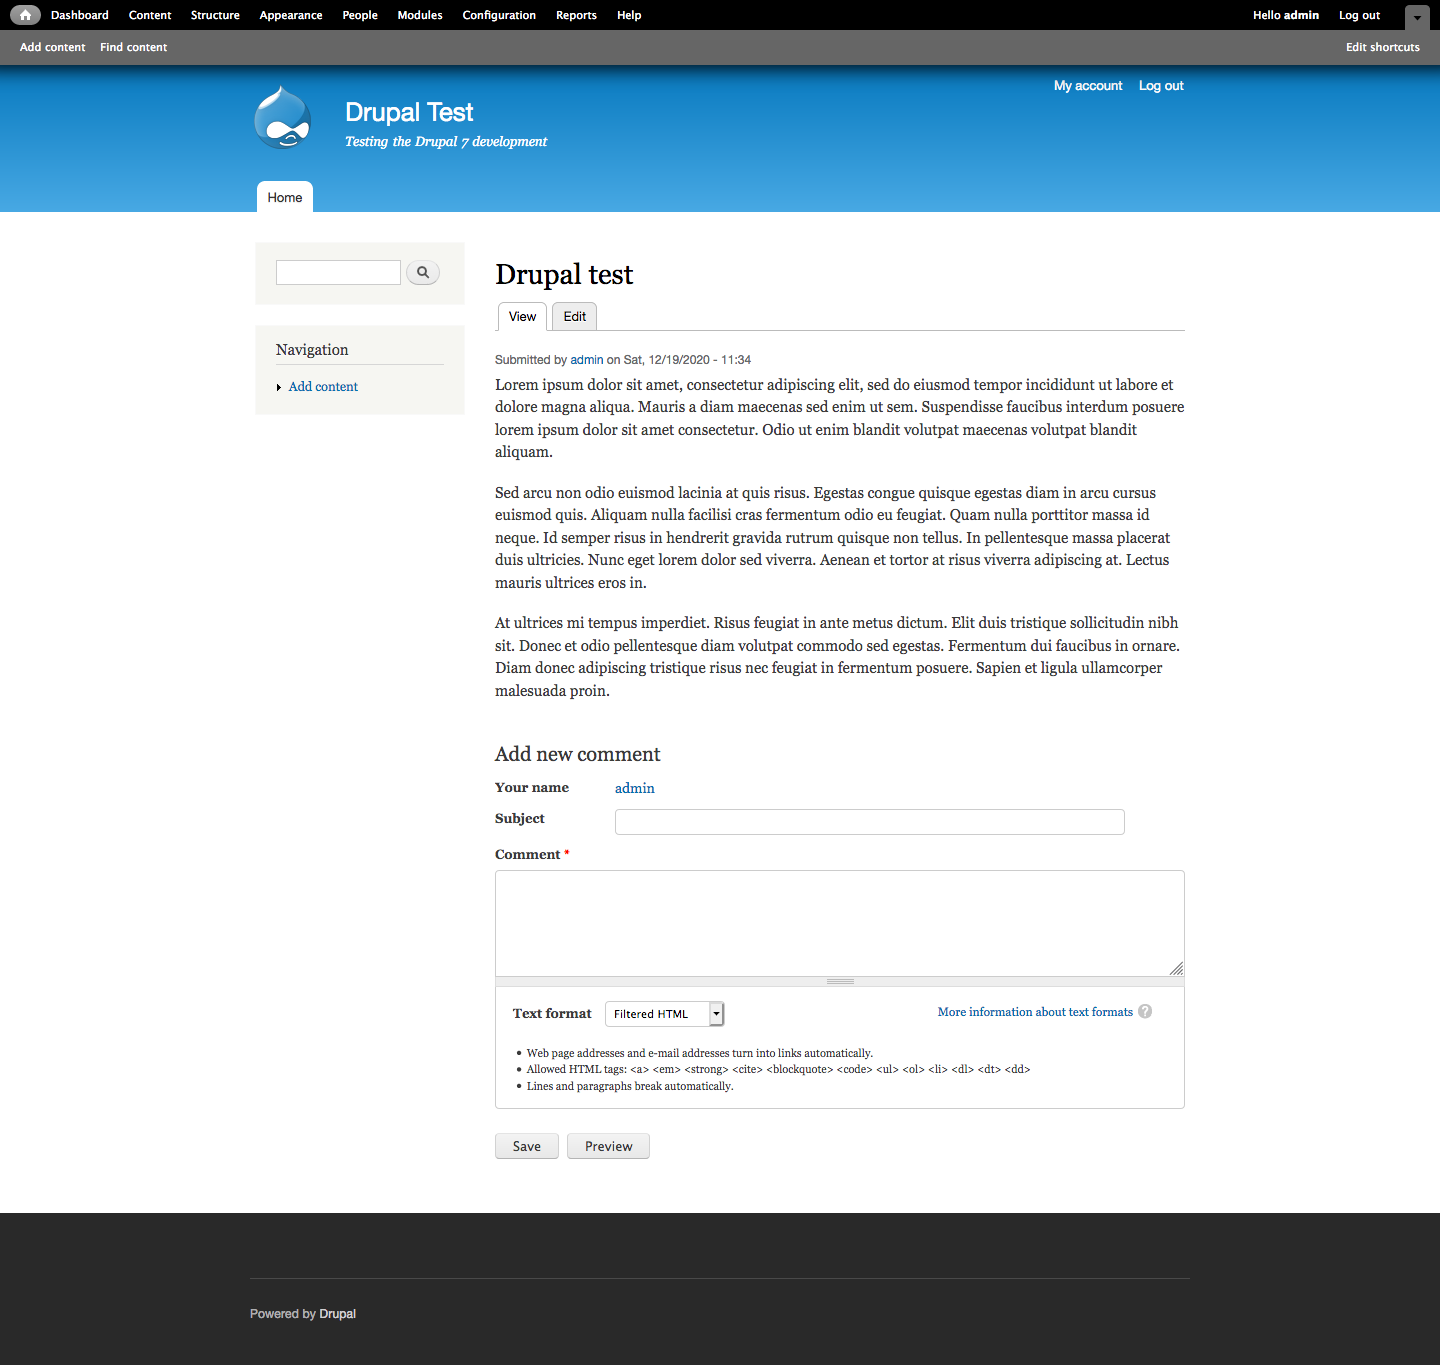 Dashboard Content Structure Appearance People Modules Configuration Reports Help Hello admin Log out
Add content Find content Edit shortcuts
My account Log out
Drupal Test
Testing the Drupal 7 development
Home
Navigation
Add content
Drupal test
View Edit
Submitted by admin on Sat, 12/19/2020 - 11:34
Lorem ipsum dolor sit amet, consectetur adipiscing elit, sed do eiusmod tempor incididunt ut labore et
dolore magna aliqua. Mauris a diam maecenas sed enim ut sem. Suspendisse faucibus interdum posuere
lorem ipsum dolor sit amet consectetur. Odio ut enim blandit volutpat maecenas volutpat blandit
aliquam.
Sed arcu non odio euismod lacinia at quis risus. Egestas congue quisque egestas diam in arcu cursus
euismod quis. Aliquam nulla facilisi cras fermentum odio eu feugiat. Quam nulla porttitor massa id
neque. Id semper risus in hendrerit gravida rutrum quisque non tellus. In pellentesque massa placerat
duis ultricies. Nunc eget lorem dolor sed viverra. Aenean et tortor at risus viverra adipiscing at. Lectus
mauris ultrices eros in.
At ultrices mi tempus imperdiet. Risus feugiat in ante metus dictum. Elit duis tristique sollicitudin nibh
sit. Donec et odio pellentesque diam volutpat commodo sed egestas. Fermentum dui faucibus in ornare.
Diam donec adipiscing tristique risus nec feugiat in fermentum posuere. Sapien et ligula ullamcorper
malesuada proin.
Add new comment
Your name admin
Subject
Comment *
Text format Filtered HTML More information about text formats ?
• Web page addresses and e-mail addresses turn into links automatically.
• Allowed HTML tags: <a> <em> <strong> <cite> <blockquote> <code> <ul> <ol> <li> <dl> <dt> <dd>
• Lines and paragraphs break automatically.
Save Preview
Powered by Drupal